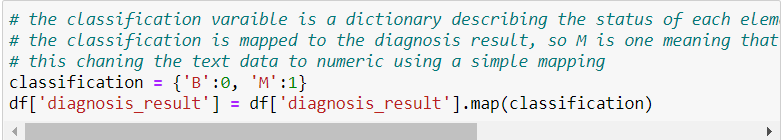 # the classification varaible is a dictionary describing the status of each
# the classification is mapped to the diagnosis result, so M is one meaning that
# this chaning the text data to numeric using a simple mapping
classification = {'B':0, 'M':1}
df['diagnosis_result'] = df['diagnosis_result'].map(classification)